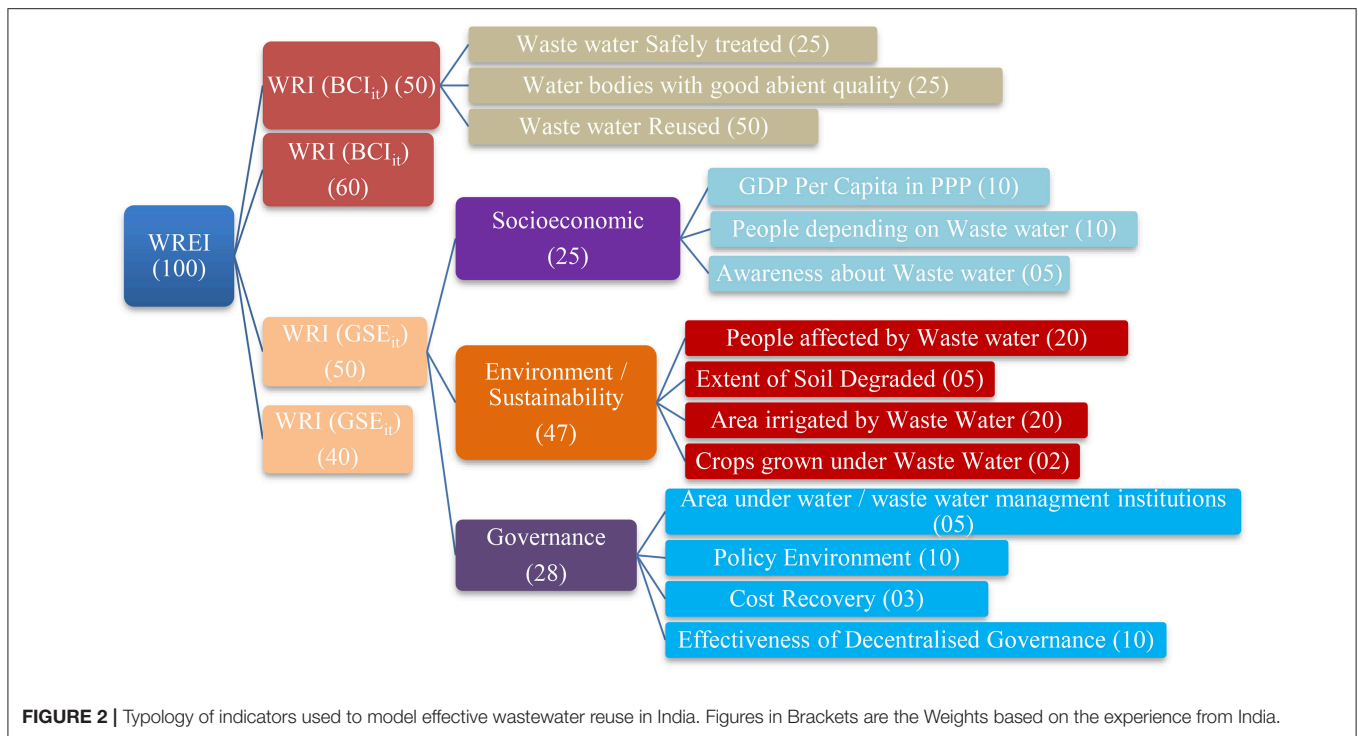 WREI
(100)
WRI (BCIit) (50)
WRI (BCIit)
(60)
WRI (GSEit)
(50)
WRI (GSEit)
(40)
Waste water Safely treated (25)
Water bodies with good abient quality (25)
Waste water Reused (50)
Socioeconomic
(25)
GDP Per Capita in PPP (10)
People depending on Waste water (10)
Awareness about Waste water (05)
Environment /
Sustainability
(47)
People affected by Waste water (20)
Extent of Soil Degraded (05)
Area irrigated by Waste Water (20)
Crops grown under Waste Water (02)
Governance
(28)
Area under water / waste water managment institutions
(05)
Policy Environment (10)
Cost Recovery (03)
Effectiveness of Decentralised Governance (10)
FIGURE 2 | Typology of indicators used to model effective wastewater reuse in India. Figures in Brackets are the Weights based on the experience from India.